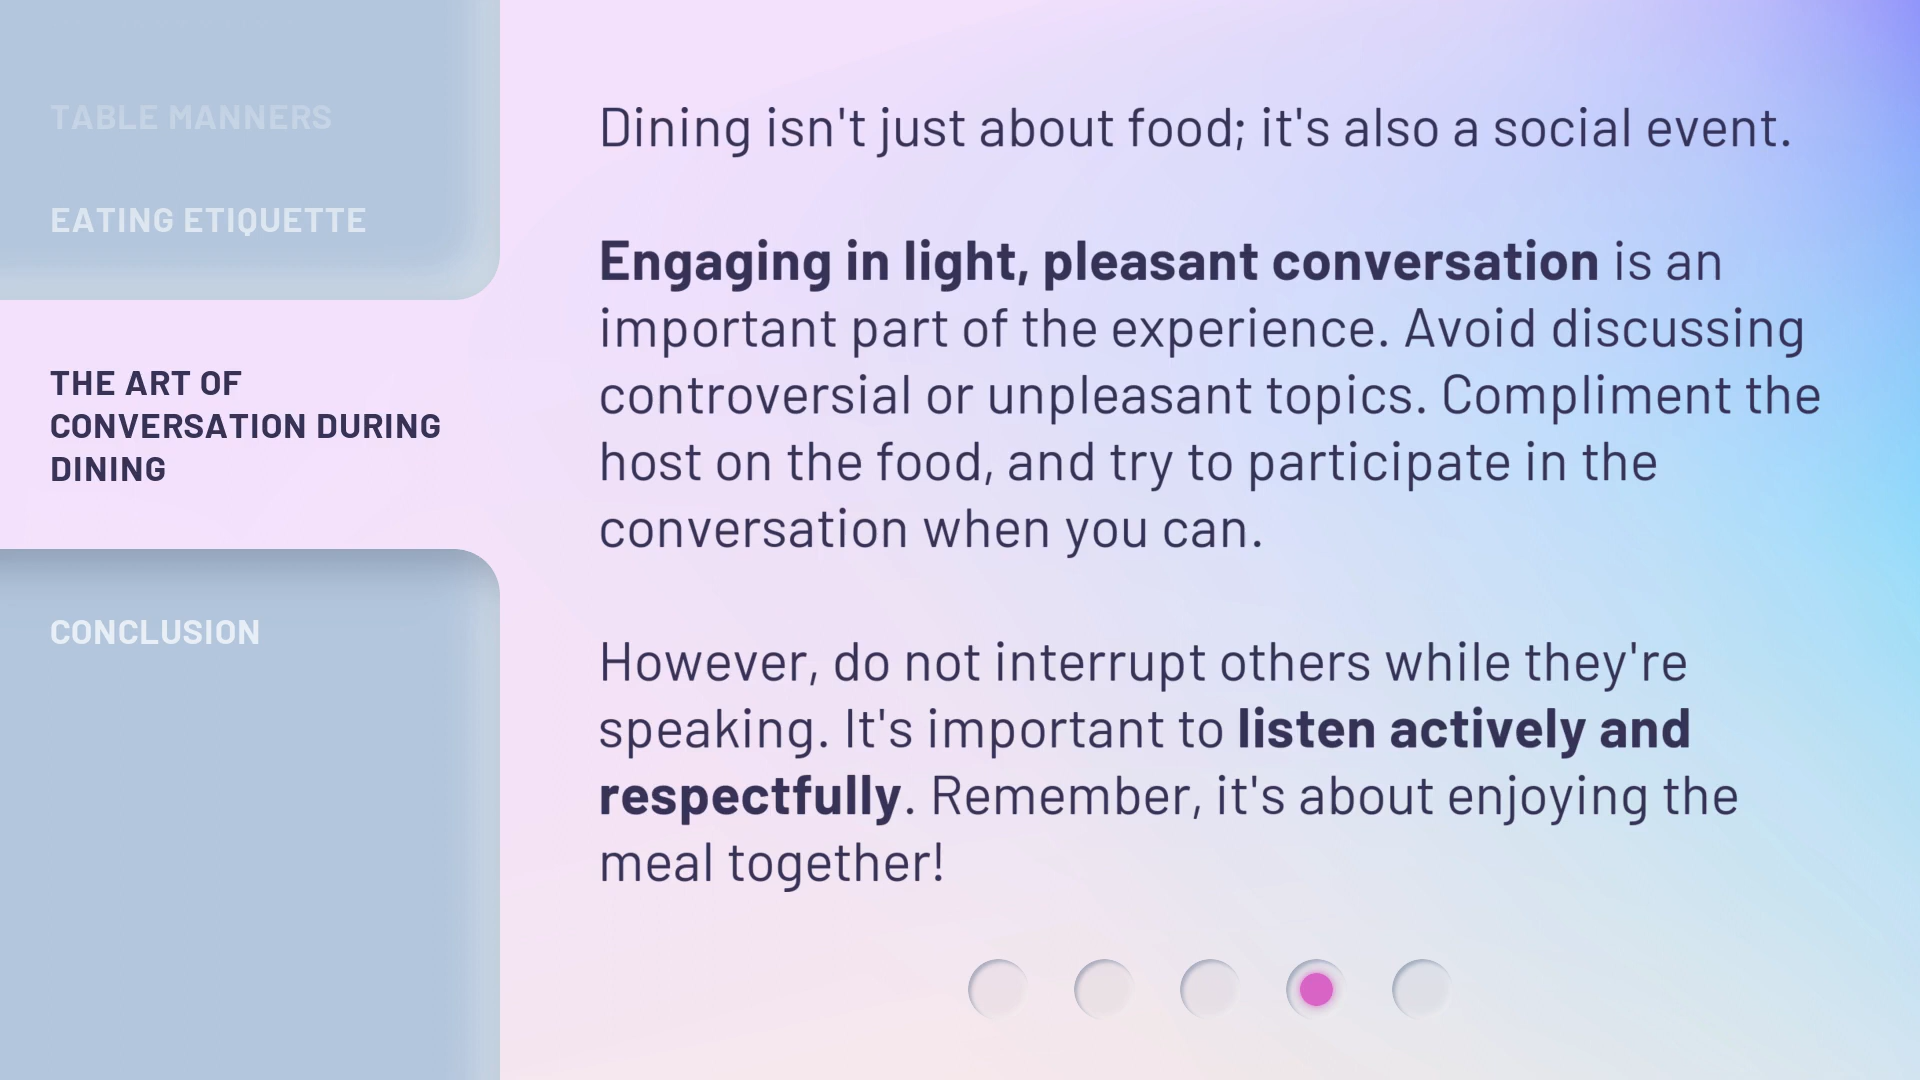 TABLE MANNERS
EATING ETIQUETTE
THE ART OF
CONVERSATION DURING
DINING
CONCLUSION
Dining isn't just about food; it's also a social event.
Engaging in light, pleasant conversation is an
important part of the experience. Avoid discussing
controversial or unpleasant topics. Compliment the
host on the food, and try to participate in the
conversation when you can.
However, do not interrupt others while they're
speaking. It's important to listen actively and
respectfully. Remember, it's about enjoying the
meal together!